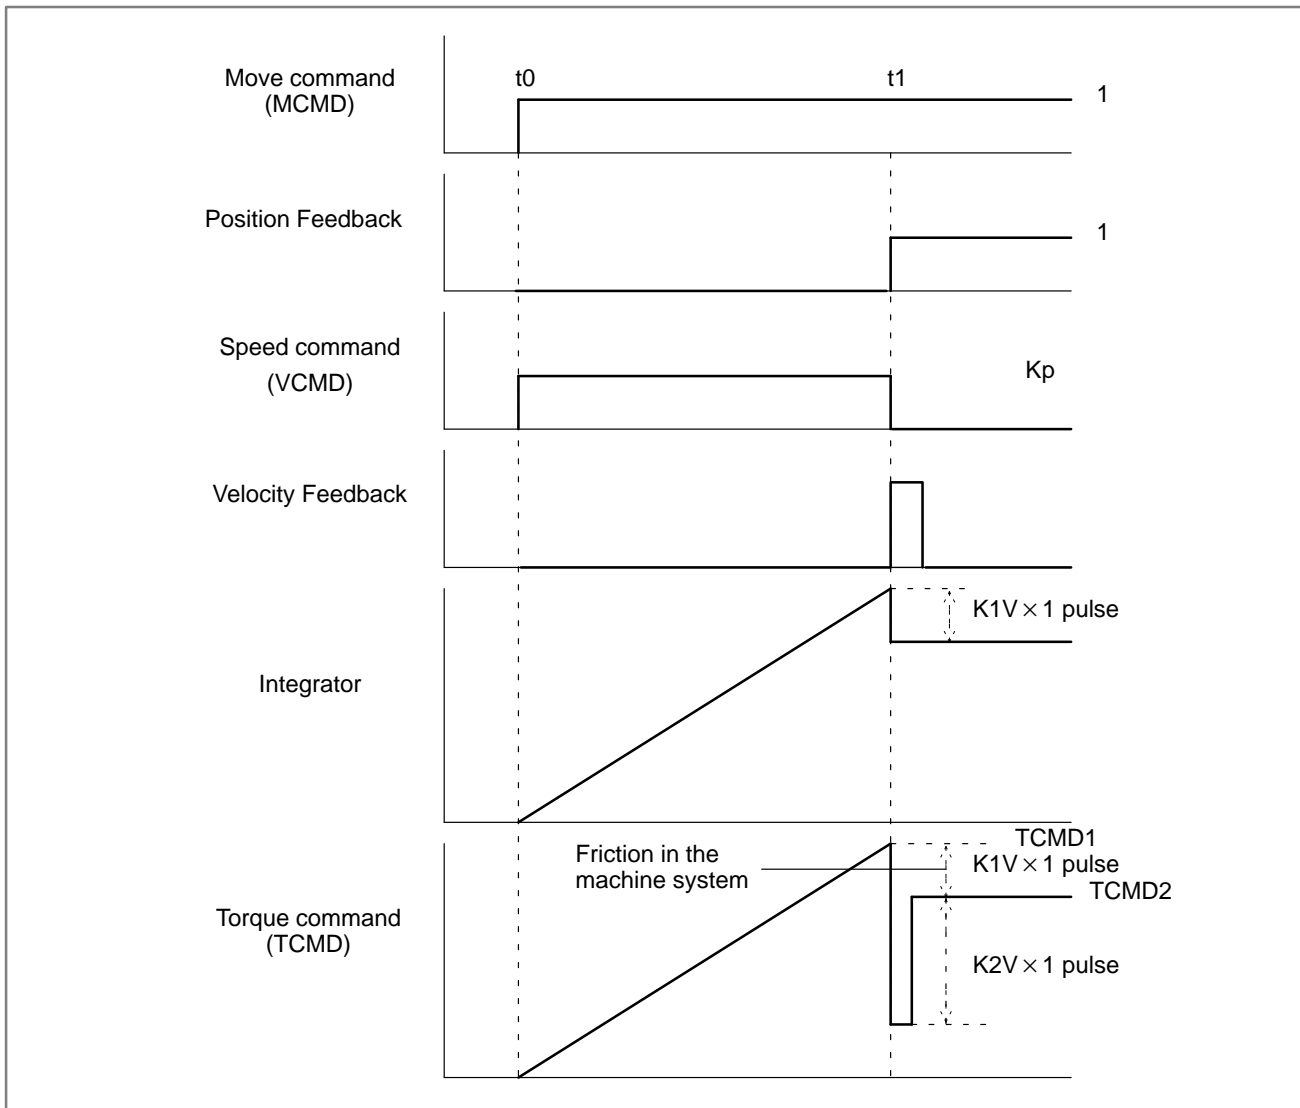 Move command
(MCMD)
t0
t1
1
Position Feedback
1
Speed command
(VCMD)
Kp
Velocity Feedback
K1V × 1 pulse
Integrator
TCMD1
Friction in the
machine system
K1V × 1 pulse
TCMD2
Torque command
(TCMD)
K2V × 1 pulse